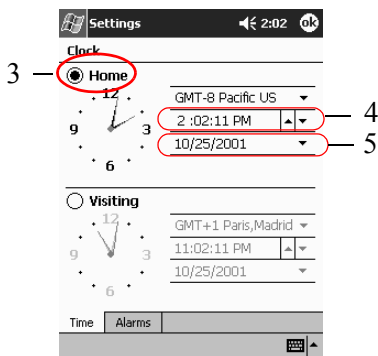 Settings 2:02 ok
Clock
3 Home
GMT-8 Pacific US
2 :02:11 PM 4
10/25/2001 5
12
9 3
6
Visiting
GMT+1 Paris,Madrid
11:02:11 PM
10/25/2001
12
9 3
6
Time Alarms